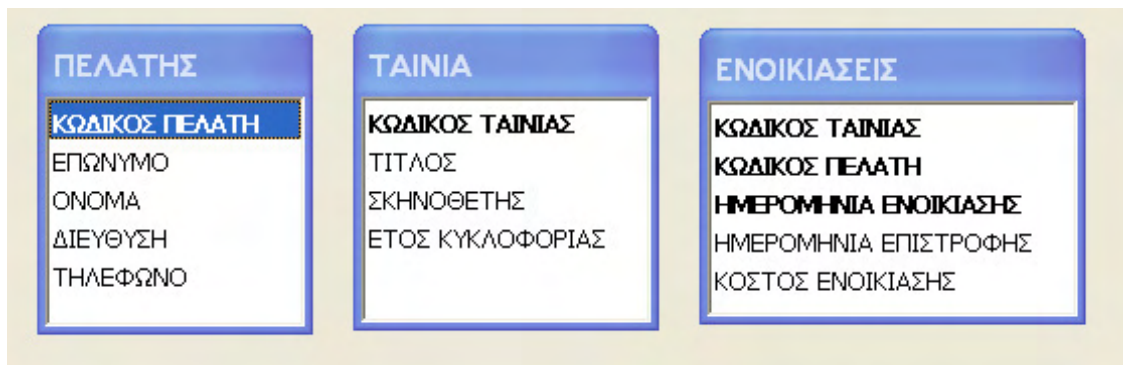 ΠΕΛΑΤΗΣ
ΚΩΔΙΚΟΣ ΠΕΛΑΤΗ
ΕΠΩΝΥΜΟ
ΟΝΟΜΑ
ΔΙΕΥΘΥΣΗ
ΤΗΛΕΦΩΝΟ
ΤΑΙΝΙΑ
ΚΩΔΙΚΟΣ ΤΑΙΝΙΑΣ
ΤΙΤΛΟΣ
ΣΚΗΝΟΘΕΤΗΣ
ΕΤΟΣ ΚΥΚΛΟΦΟΡΙΑΣ
ΕΝΟΙΚΙΑΣΕΙΣ
ΚΩΔΙΚΟΣ ΤΑΙΝΙΑΣ
ΚΩΔΙΚΟΣ ΠΕΛΑΤΗ
ΗΜΕΡΟΜΗΝΙΑ ΕΝΟΙΚΙΑΣΗΣ
ΗΜΕΡΟΜΗΝΙΑ ΕΠΙΣΤΡΟΦΗΣ
ΚΟΣΤΟΣ ΕΝΟΙΚΙΑΣΗΣ